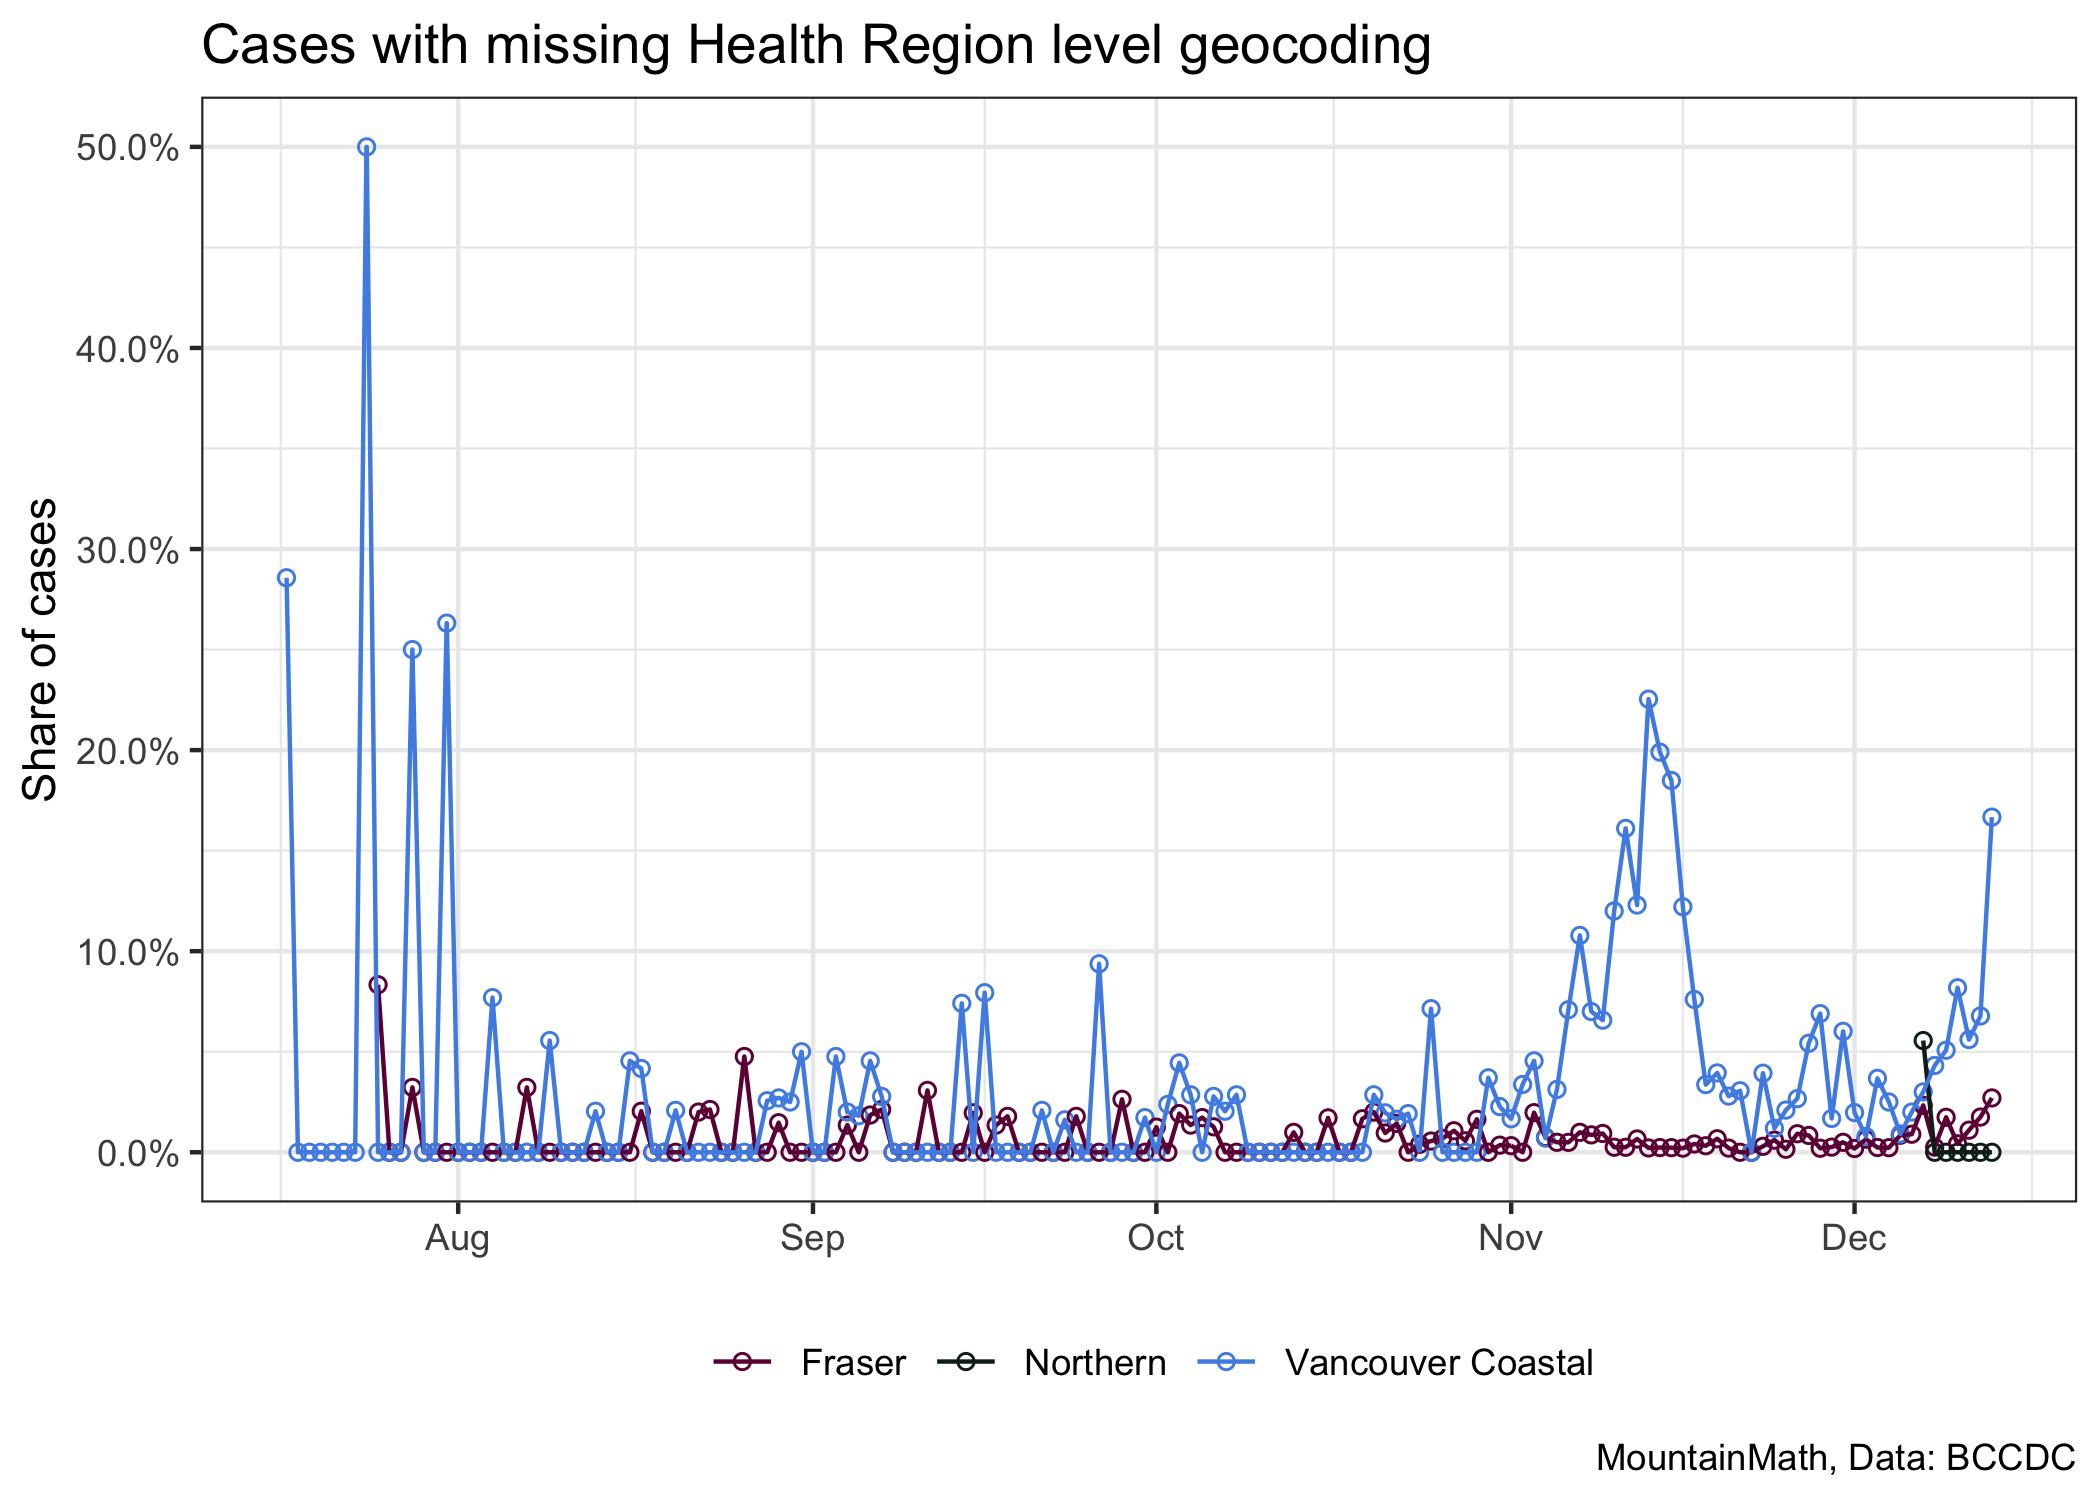 Cases with missing Health Region level geocoding
Share of cases
50.0%
40.0%
30.0%
20.0%
10.0%
0.0%
Aug Sep Oct Nov Dec
Fraser Northern Vancouver Coastal
MountainMath, Data: BCCDC